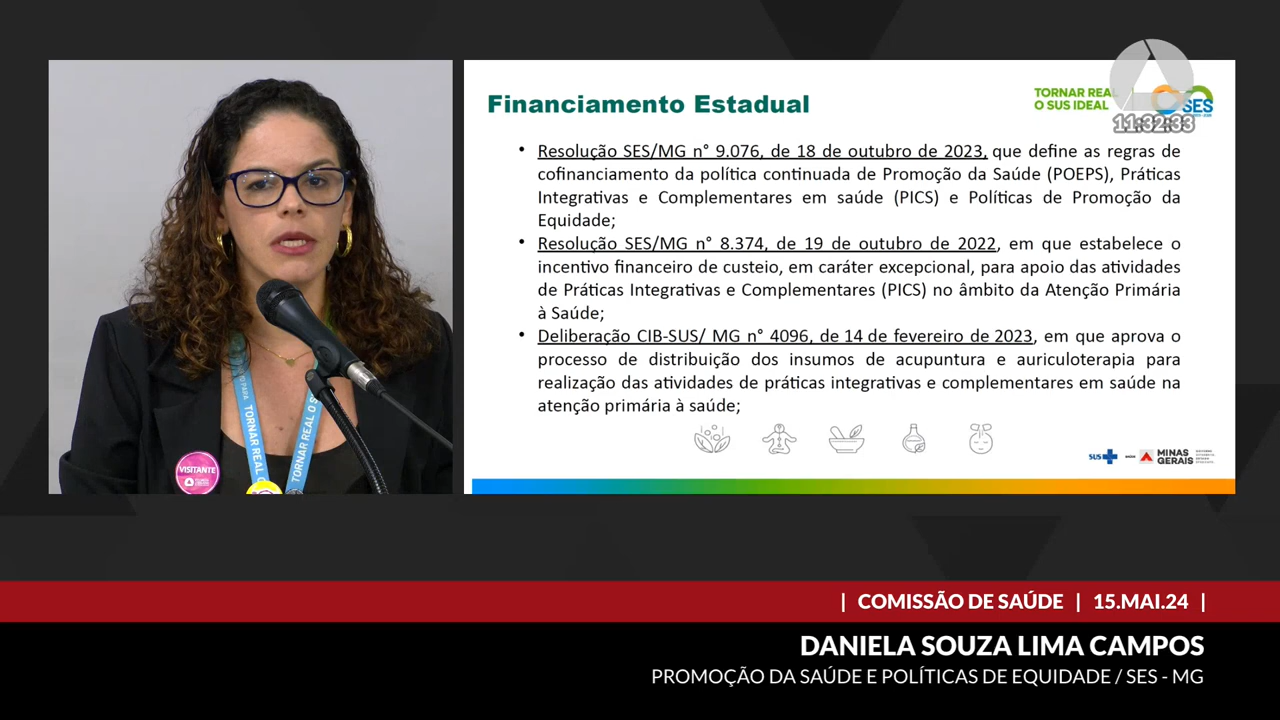 Financiamento Estadual
TORNAR REAL
O SUS IDEAL
SES
11:32:33
• Resolução SES/MG n° 9.076, de 18 de outubro de 2023, que define as regras de
cofinanciamento da política continuada de Promoção da Saúde (POEPS), Práticas
Integrativas e Complementares em saúde (PICS) e Políticas de Promoção da
Equidade;
• Resolução SES/MG n° 8.374, de 19 de outubro de 2022, em que estabelece o
incentivo financeiro de custeio, em caráter excepcional, para apoio das atividades
de Práticas Integrativas e Complementares (PICS) no âmbito da Atenção Primária
à Saúde;
• Deliberação CIB-SUS/ MG n° 4096, de 14 de fevereiro de 2023, em que aprova o
processo de distribuição dos insumos de acupuntura e auriculoterapia para
realização das atividades de práticas integrativas e complementares em saúde na
atenção primária à saúde;
SUS
SAÚDE
MINAS
GERAIS
VISITANTE
TORNAR REAL O
TORNAR REAL O S
| COMISSÃO DE SAÚDE | 15.MAI.24 |
DANIELA SOUZA LIMA CAMPOS
PROMOÇÃO DA SAÚDE E POLÍTICAS DE EQUIDADE / SES - MG